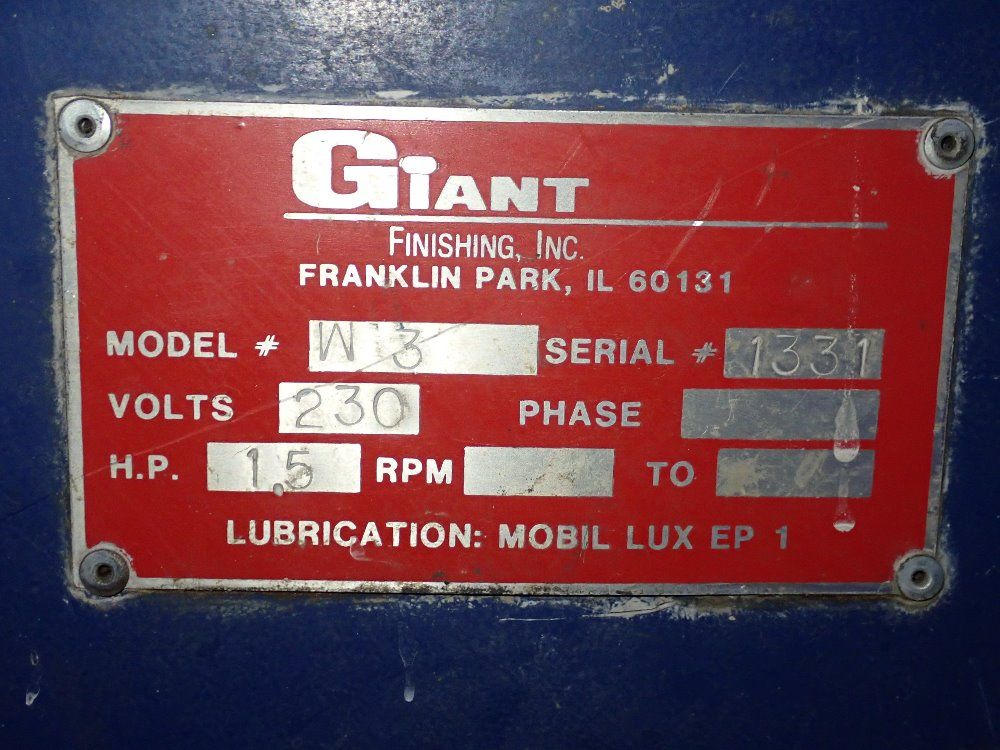 GIANT
FINISHING, INC.
FRANKLIN PARK, IL 60131
MODEL # W 3 SERIAL # 1331
VOLTS 230 PHASE
H.P. 1.5 RPM TO
LUBRICATION: MOBIL LUX EP 1